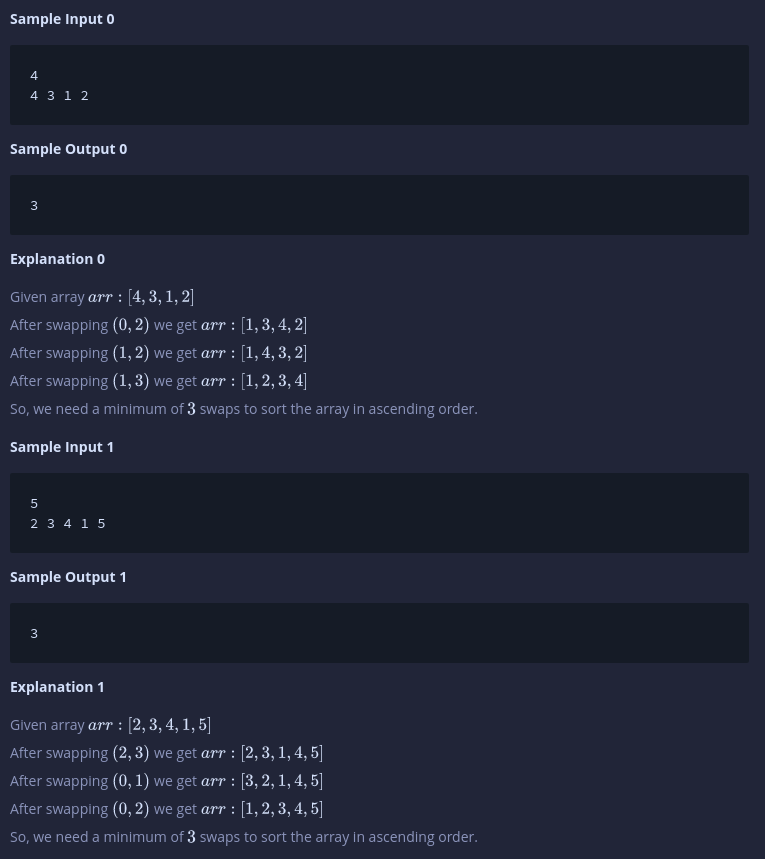 Sample Input 0
4
4 3 1 2
Sample Output 0
3
Explanation 0
Given array arr : [4, 3, 1, 2]
After swapping (0, 2) we get arr : [1, 3, 4, 2]
After swapping (1, 2) we get arr : [1, 4, 3, 2]
After swapping (1, 3) we get arr : [1, 2, 3, 4]
So, we need a minimum of 3 swaps to sort the array in ascending order.
Sample Input 1
5
2 3 4 1 5
Sample Output 1
3
Explanation 1
Given array arr : [2, 3, 4, 1, 5]
After swapping (2, 3) we get arr : [2, 3, 1, 4, 5]
After swapping (0, 1) we get arr : [3, 2, 1, 4, 5]
After swapping (0, 2) we get arr : [1, 2, 3, 4, 5]
So, we need a minimum of 3 swaps to sort the array in ascending order.